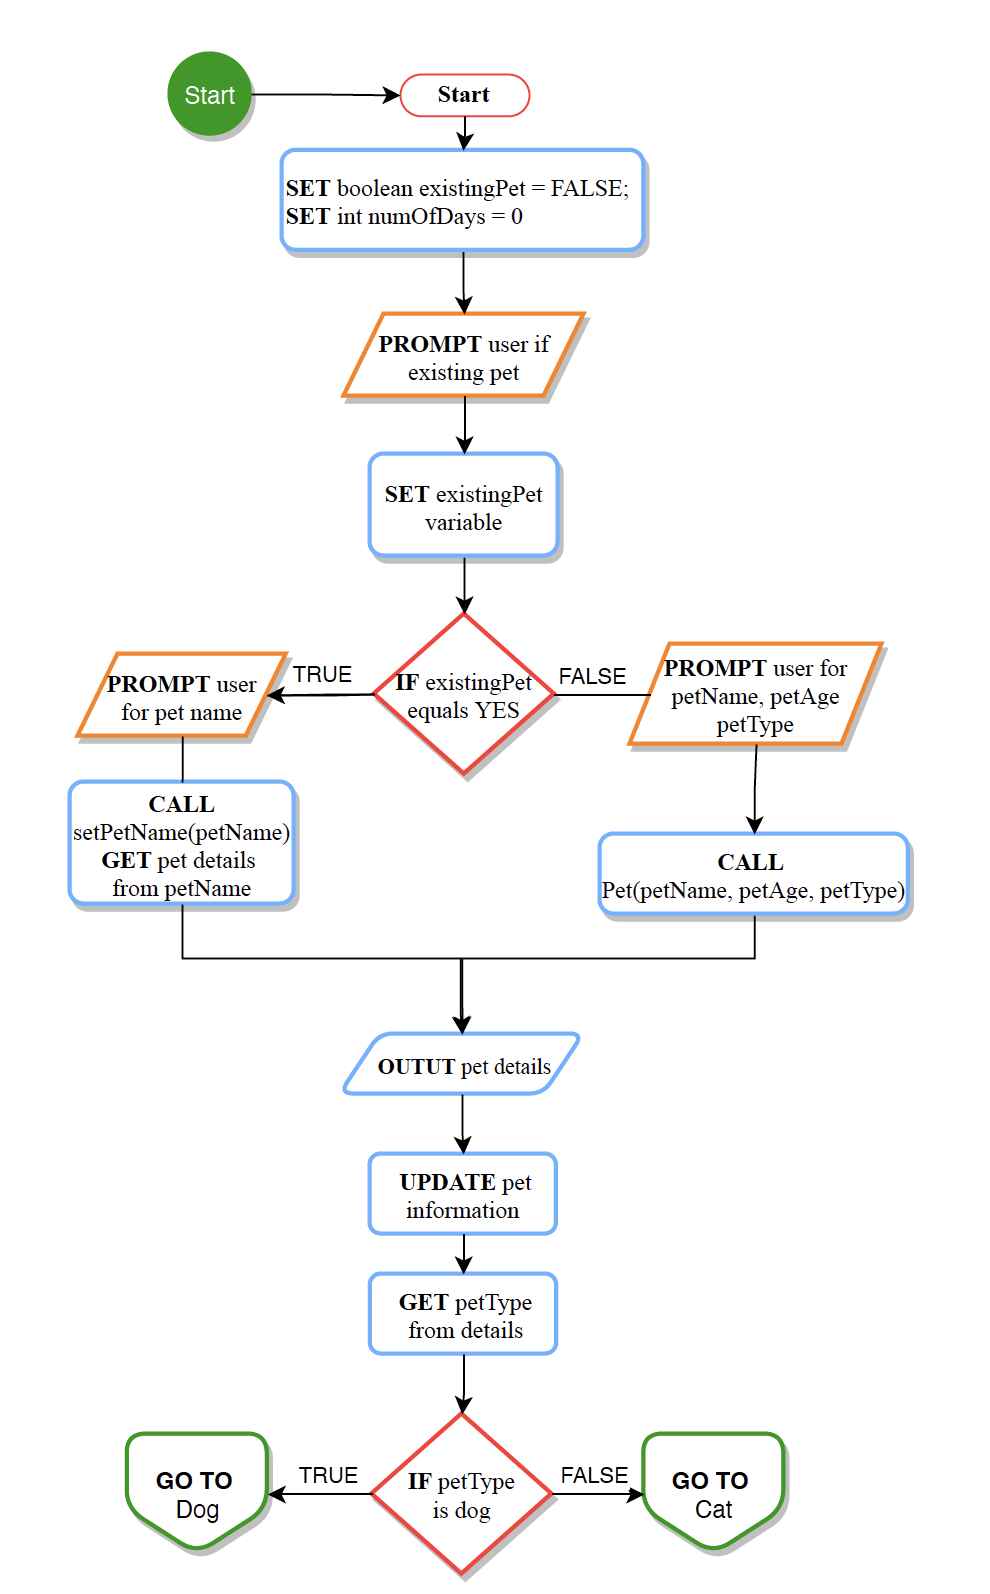 Start
Start
SET boolean existingPet = FALSE;
SET int numOfDays = 0
PROMPT user if
existing pet
SET existingPet
variable
IF existingPet
equals YES
TRUE
FALSE
PROMPT user
for pet name
PROMPT user for
petName, petAge
petType
CALL
setPetName(petName)
GET pet details
from petName
CALL
Pet(petName, petAge, petType)
OUTUT pet details
UPDATE pet
information
GET petType
from details
IF petType
is dog
TRUE
FALSE
GO TO
Dog
GO TO
Cat